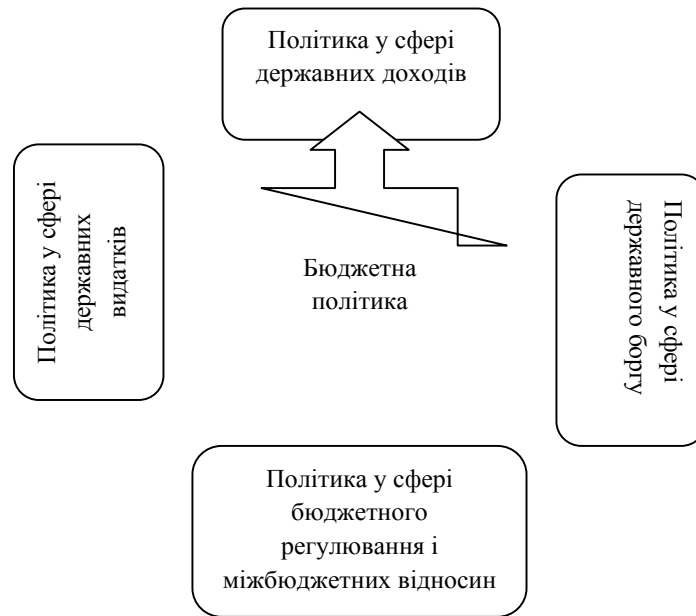 Політика у сфері
державних доходів
Політика у сфері
державних
видатків
Бюджетна
політика
Політика у сфері
державного боргу
Політика у сфері
бюджетного
регулювання і
міжбюджетних відносин